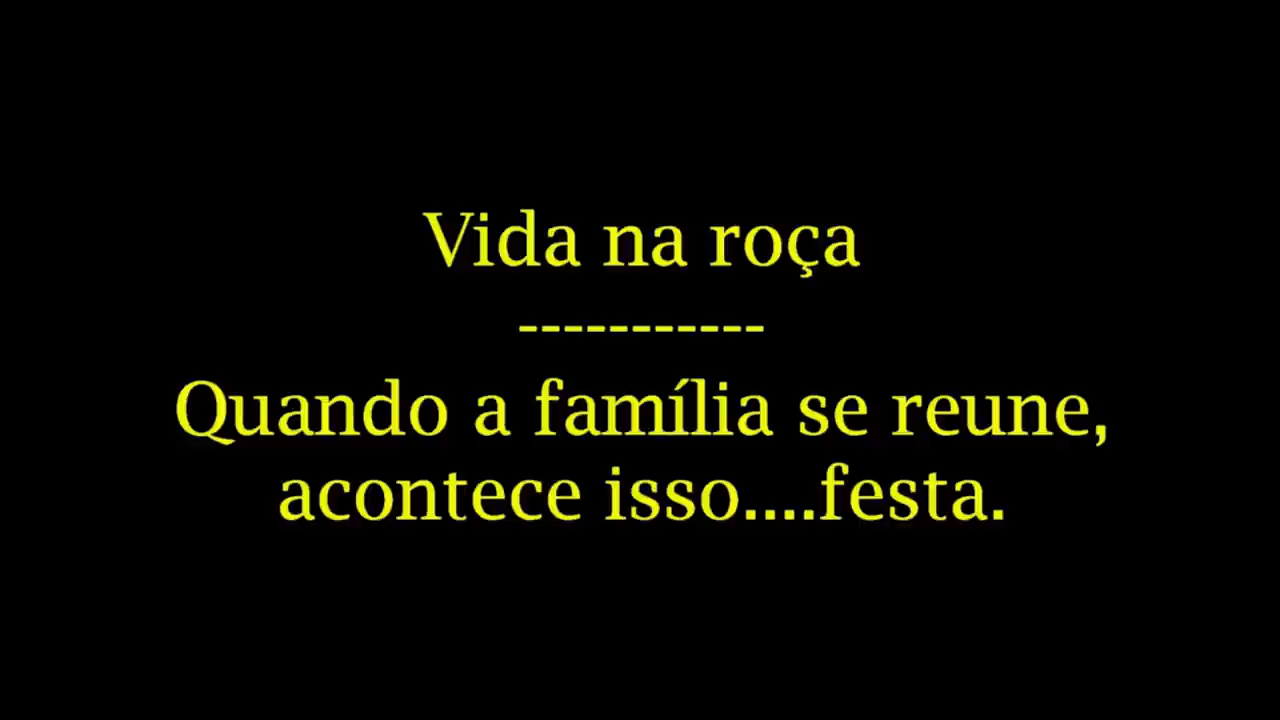 Vida na roça
-----------
Quando a família se reune,
acontece isso....festa.